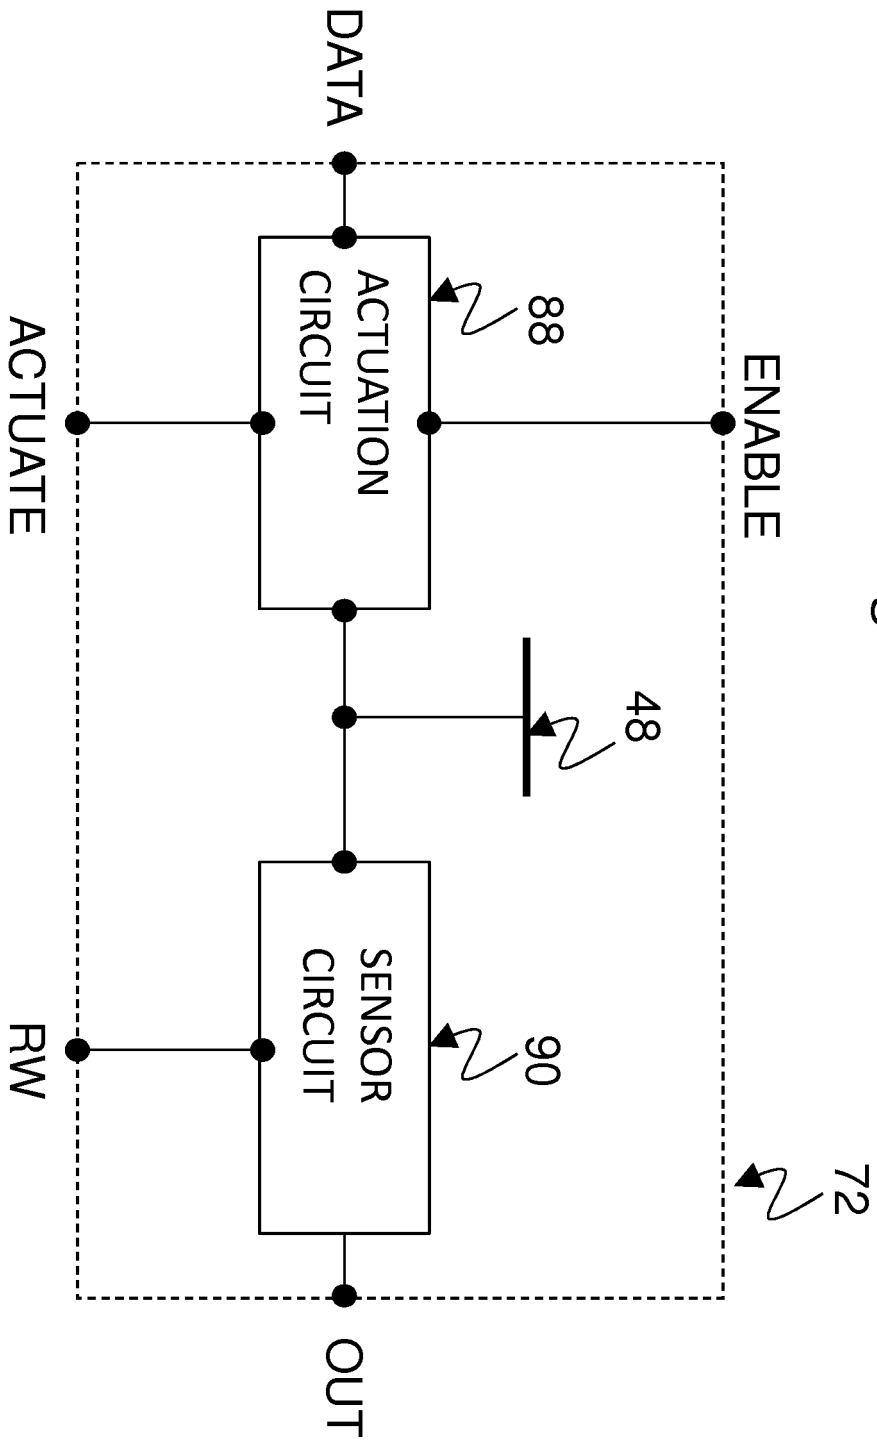 72
ENABLE
48
88
90
DATA
ACTUATION
CIRCUIT
SENSOR
CIRCUIT
OUT
ACTUATE
RW